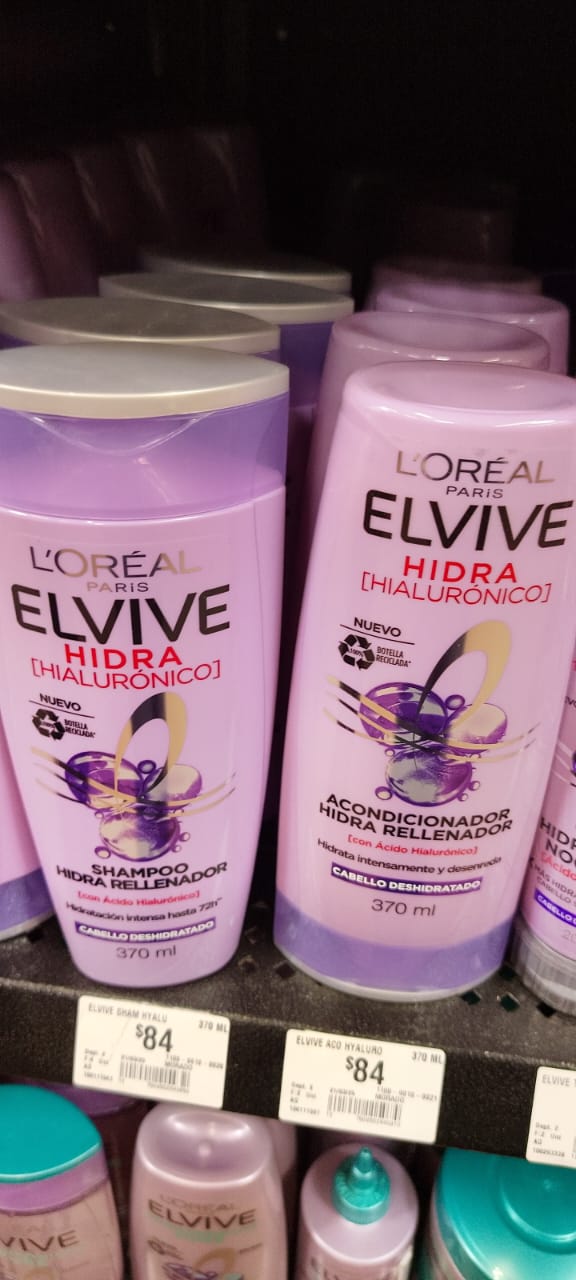 L'ORÉAL
PARIS
ELVIVE
HIDRA
[HIALURÓNICO]
NUEVO
100%
BOTELLA
RECICLADA*
SHAMPOO
HIDRA RELLENADOR
[con Ácido Hialurónico]
Hidratación intensa hasta 72h*
CABELLO DESHIDRATADO
370 ml
L'ORÉAL
PARIS
ELVIVE
HIDRA
[HIALURÓNICO]
NUEVO
100%
BOTELLA
RECICLADA*
ACONDICIONADOR
HIDRA RELLENADOR
[con Ácido Hialurónico]
Hidrata intensamente y desenreda
CABELLO DESHIDRATADO
370 ml
ELVIVE SHAM HYALU 370 ML
$84
MORADO
ELVIVE ACO HYALURO 370 ML
$84
MORADO
ELVIVE
L'ORÉAL
ELVIVE
ELVIVE